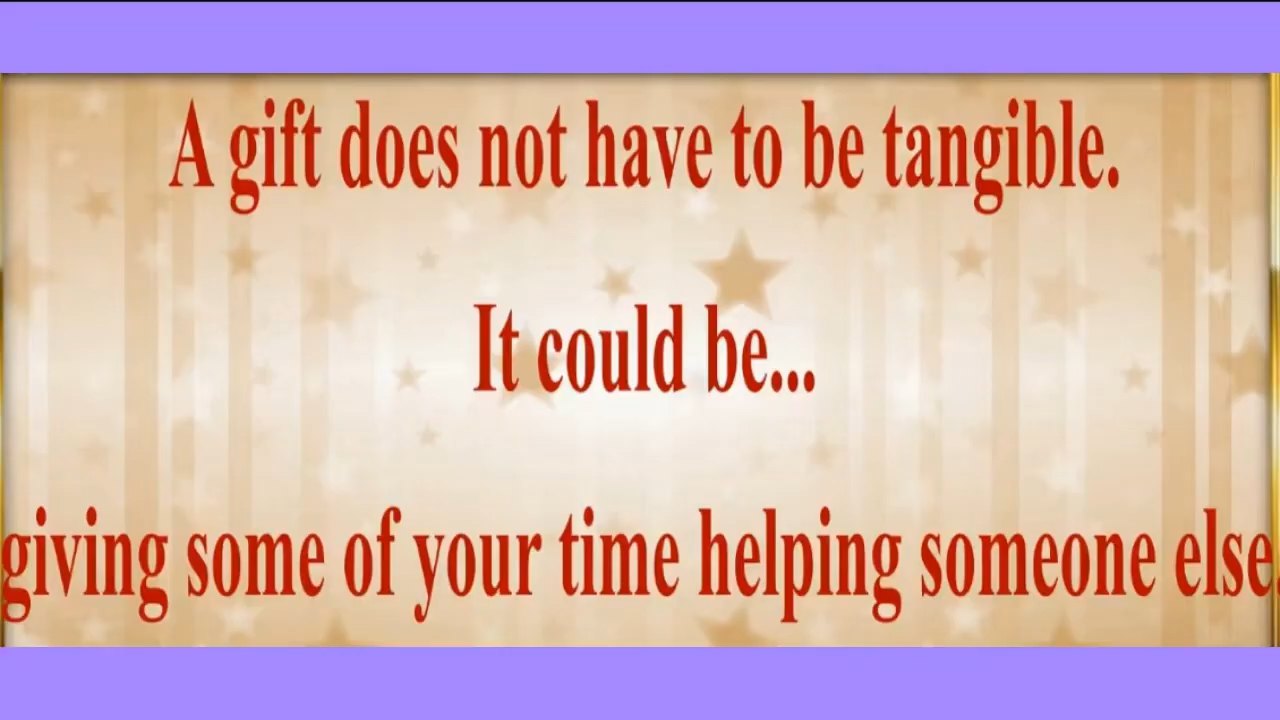 A gift does not have to be tangible.
It could be...
giving some of your time helping someone else.